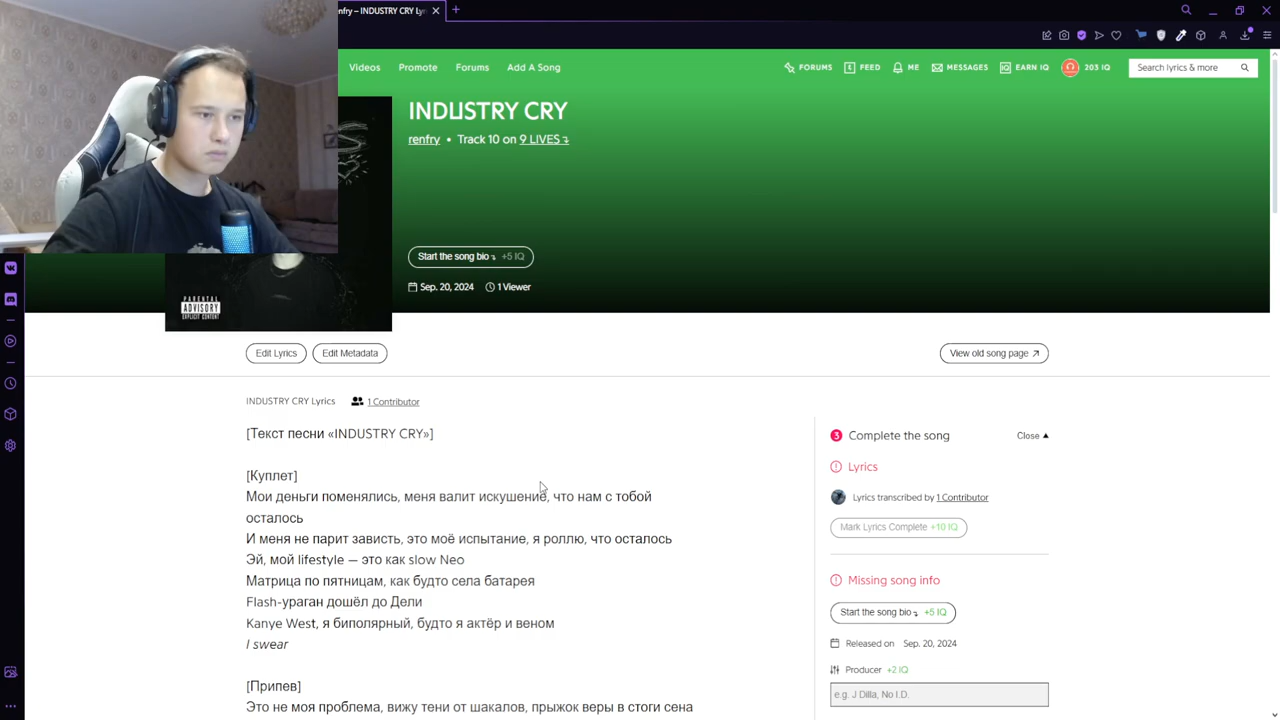 nfry – INDUSTRY CRY Lyr
Videos
Promote
Forums
Add A Song
FORUMS
FEED
ME
MESSAGES
EARN IQ
203 IQ
Search lyrics & more
INDUSTRY CRY
renfry • Track 10 on 9 LIVES
Start the song bio +5 IQ
Sep. 20, 2024
1 Viewer
PARENTAL
ADVISORY
EXPLICIT CONTENT
Edit Lyrics
Edit Metadata
View old song page
INDUSTRY CRY Lyrics
1 Contributor
[Текст песни «INDUSTRY CRY»]
[Куплет]
Мои деньги поменялись, меня валит искушение, что нам с тобой
осталось
И меня не парит зависть, это моё испытание, я роллю, что осталось
Эй, мой lifestyle — это как slow Neo
Матрица по пятницам, как будто села батарея
Flash-ураган дошёл до Дели
Kanye West, я биполярный, будто я актёр и веном
I swear
[Припев]
Это не моя проблема, вижу тени от шакалов, прыжок веры в стоги сена
3 Complete the song
Close
Lyrics
Lyrics transcribed by 1 Contributor
Mark Lyrics Complete +10 IQ
Missing song info
Start the song bio +5 IQ
Released on Sep. 20, 2024
Producer +2 IQ
e.g. J Dilla, No I.D.